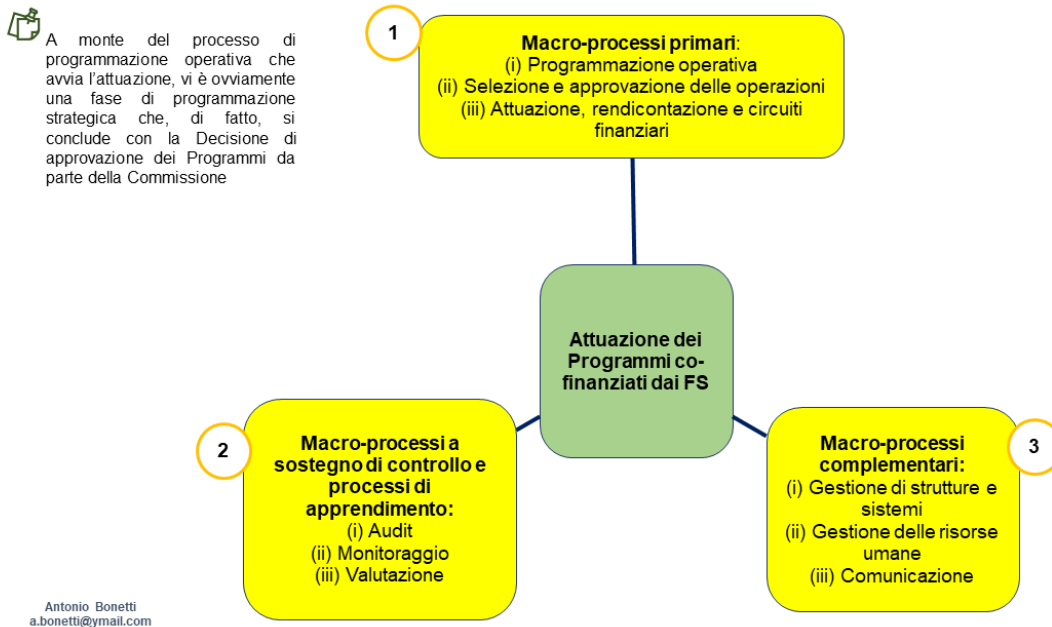 A monte del processo di
programmazione operativa che
avvia l'attuazione, vi è ovviamente
una fase di programmazione
strategica che, di fatto, si
conclude con la Decisione di
approvazione dei Programmi da
parte della Commissione
1
Macro-processi primari:
(i) Programmazione operativa
(ii) Selezione e approvazione delle operazioni
(iii) Attuazione, rendicontazione e circuiti
finanziari
Attuazione dei
Programmi co-
finanziati dai FS
2
Macro-processi a
sostegno di controllo e
processi di
apprendimento:
(i) Audit
(ii) Monitoraggio
(iii) Valutazione
3
Macro-processi
complementari:
(i) Gestione di strutture e
sistemi
(ii) Gestione delle risorse
umane
(iii) Comunicazione
Antonio Bonetti
a.bonetti@ymail.com